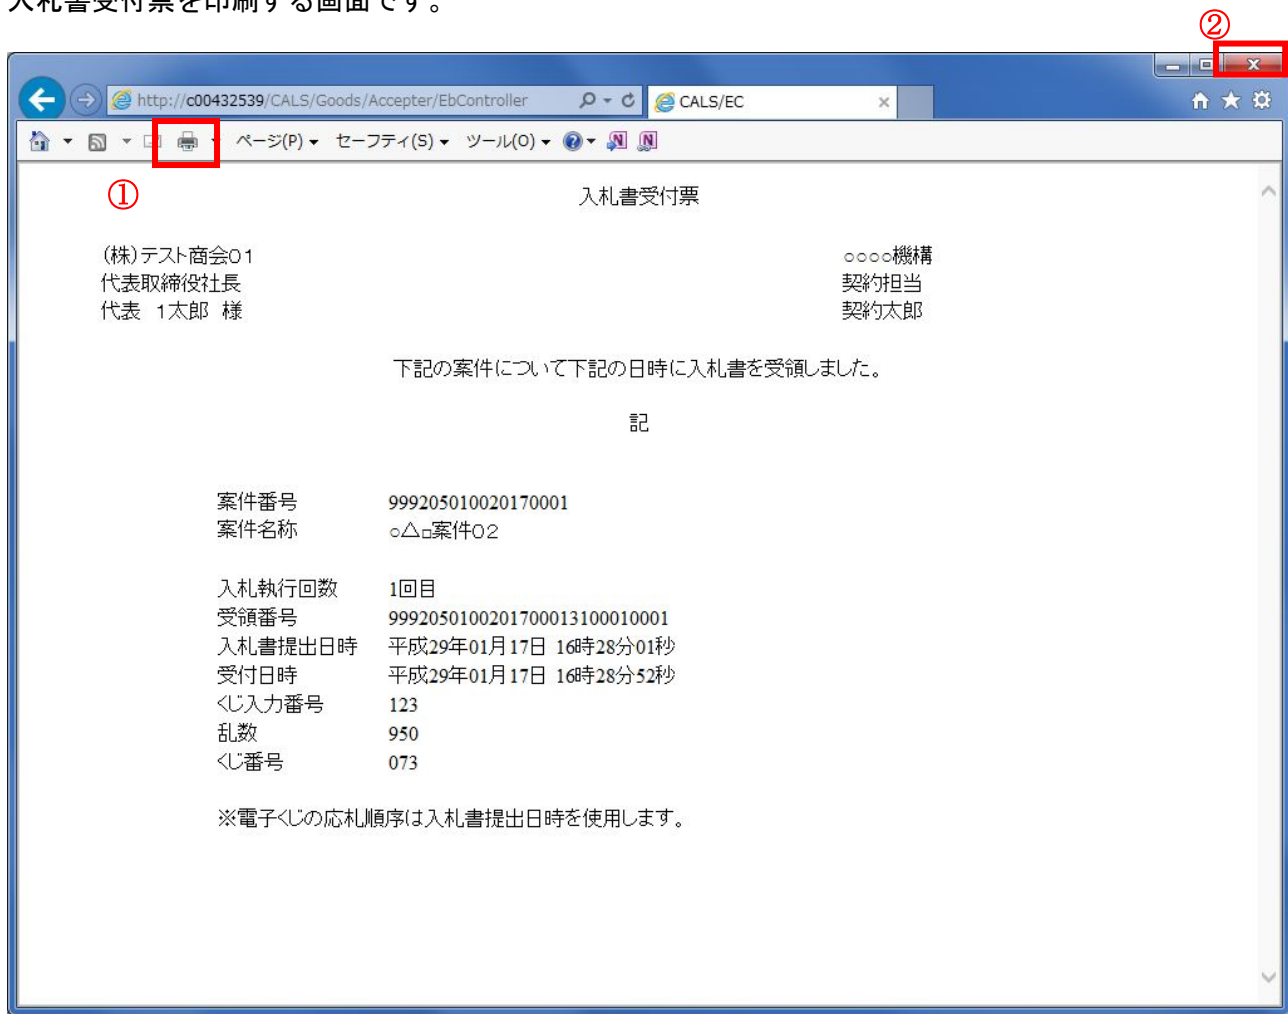 入札書受付票を印刷する画面です。
②
http://c00432539/CALS/Goods/Accepter/EbController
CALS/EC
ページ(P) セーフティ(S) ツール(O)
①
入札書受付票
(株)テスト商会01
代表取締役社長
代表 1太郎 様
○○○○機構
契約担当
契約太郎
下記の案件について下記の日時に入札書を受領しました。
記
案件番号 999205010020170001
案件名称 ○△□案件02
入札執行回数 1回目
受領番号 9992050100201700013100010001
入札書提出日時 平成29年01月17日 16時28分01秒
受付日時 平成29年01月17日 16時28分52秒
くじ入力番号 123
乱数 950
くじ番号 073
※電子くじの応札順序は入札書提出日時を使用します。